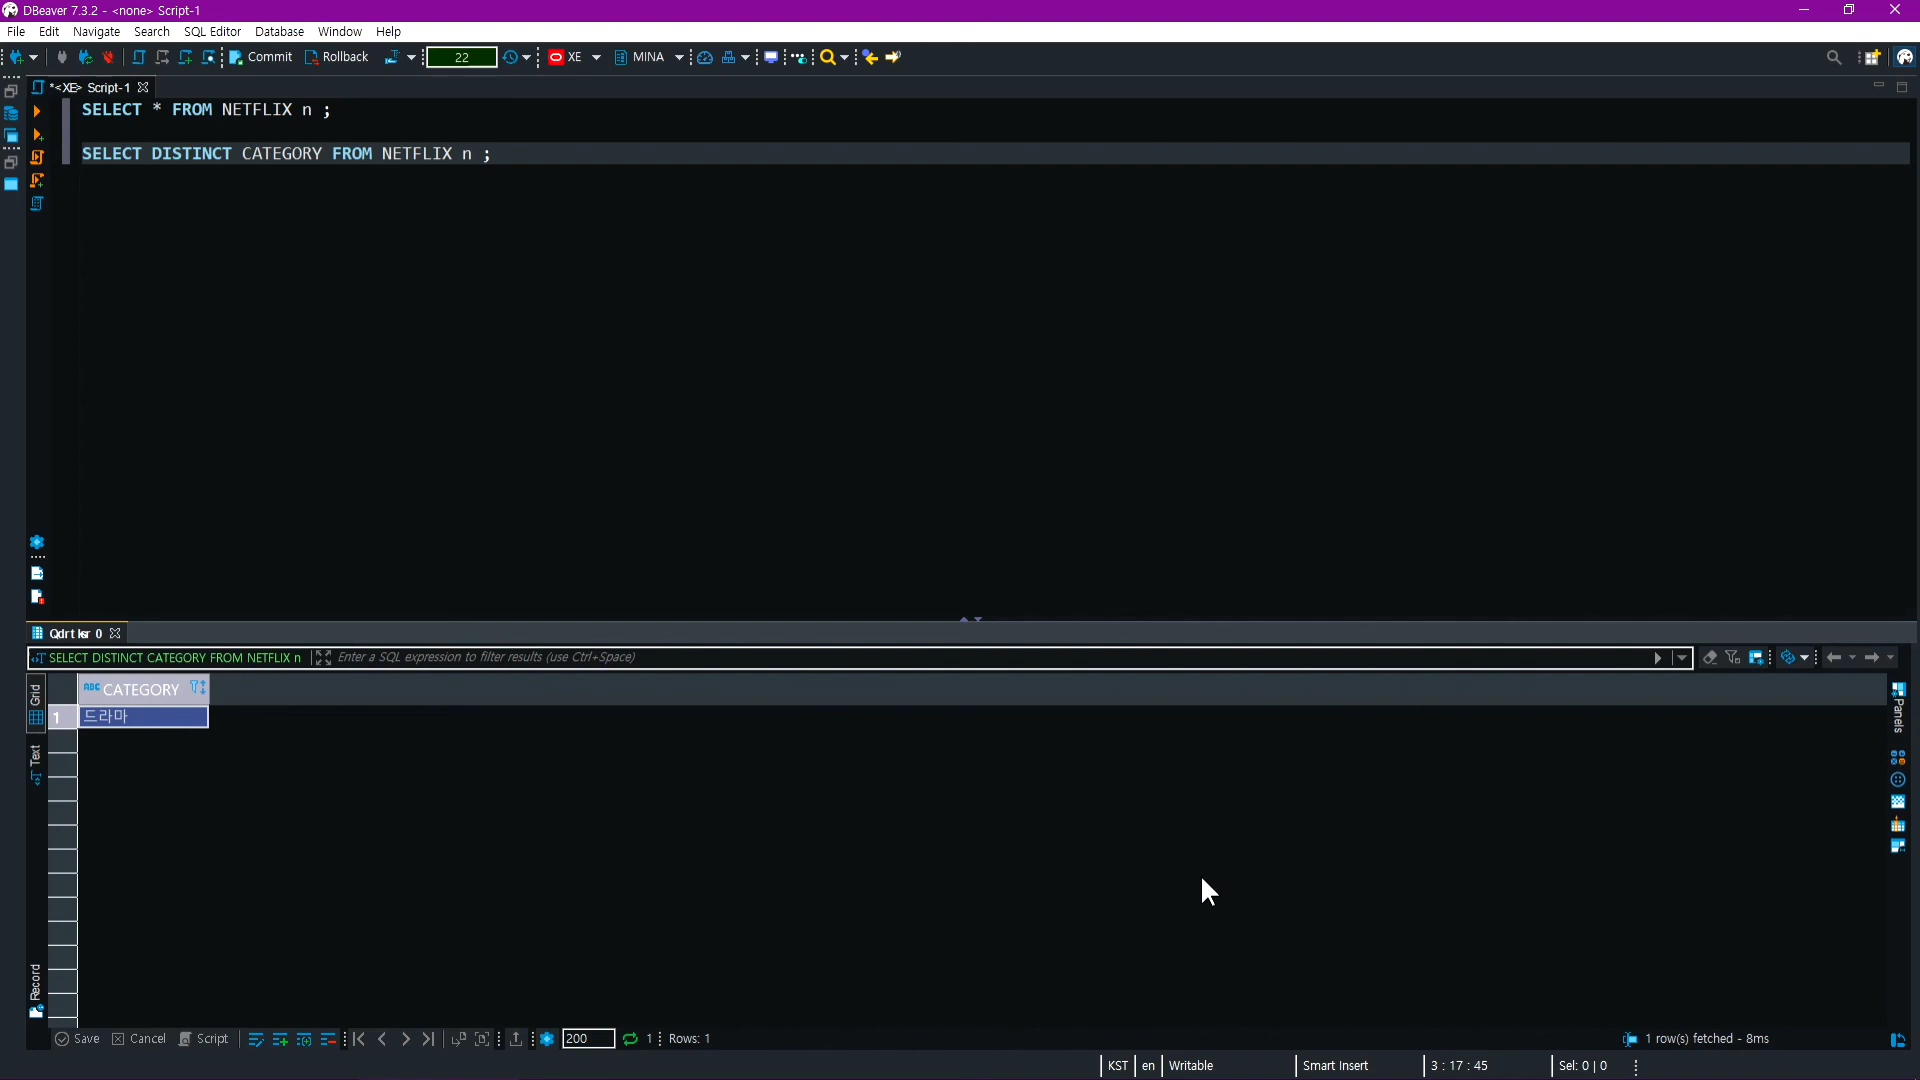 DBeaver 7.3.2 - <none> Script-1
File Edit Navigate Search SQL Editor Database Window Help
Commit Rollback 22 XE MINA
*<XE> Script-1
SELECT * FROM NETFLIX n ;
SELECT DISTINCT CATEGORY FROM NETFLIX n ;
0
SELECT DISTINCT CATEGORY FROM NETFLIX n Enter a SQL expression to filter results (use Ctrl+Space)
Grid
ABC CATEGORY
1 드라마
Text
Record
Panels
Save Cancel Script 200 1 Rows: 1 1 row(s) fetched - 8ms
KST en Writable Smart Insert 3 : 17 : 45 Sel: 0 | 0